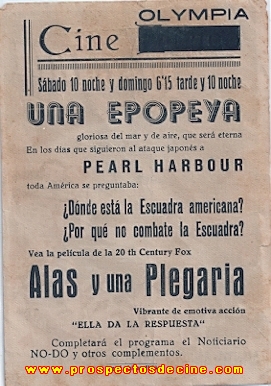 OLYMPIA
Cine
Sábado 10 noche y domingo 6'15 tarde y 10 noche
UNA EPOPEYA
gloriosa del mar y de aire, que será eterna
En los días que siguieron al ataque japonés a
PEARL HARBOUR
toda América se preguntaba:
¿Dónde está la Escuadra americana?
¿Por qué no combate la Escuadra?
Vea la película de la 20 th Century Fox
Alas y una Plegaria
Vibrante de emotiva acción
"ELLA DA LA RESPUESTA"
Completará el programa el Noticiario
NO-DO y otros complementos.
www.prospectosdecine.com